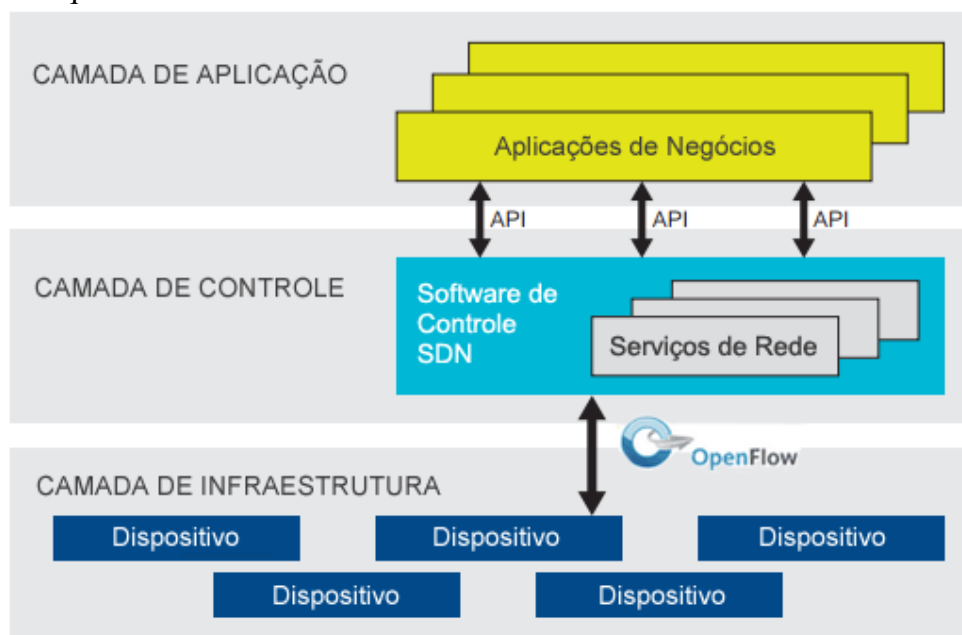 CAMADA DE APLICAÇÃO
Aplicações de Negócios
API
API
API
CAMADA DE CONTROLE
Software de
Controle
SDN
Serviços de Rede
OpenFlow
CAMADA DE INFRAESTRUTURA
Dispositivo
Dispositivo
Dispositivo
Dispositivo
Dispositivo